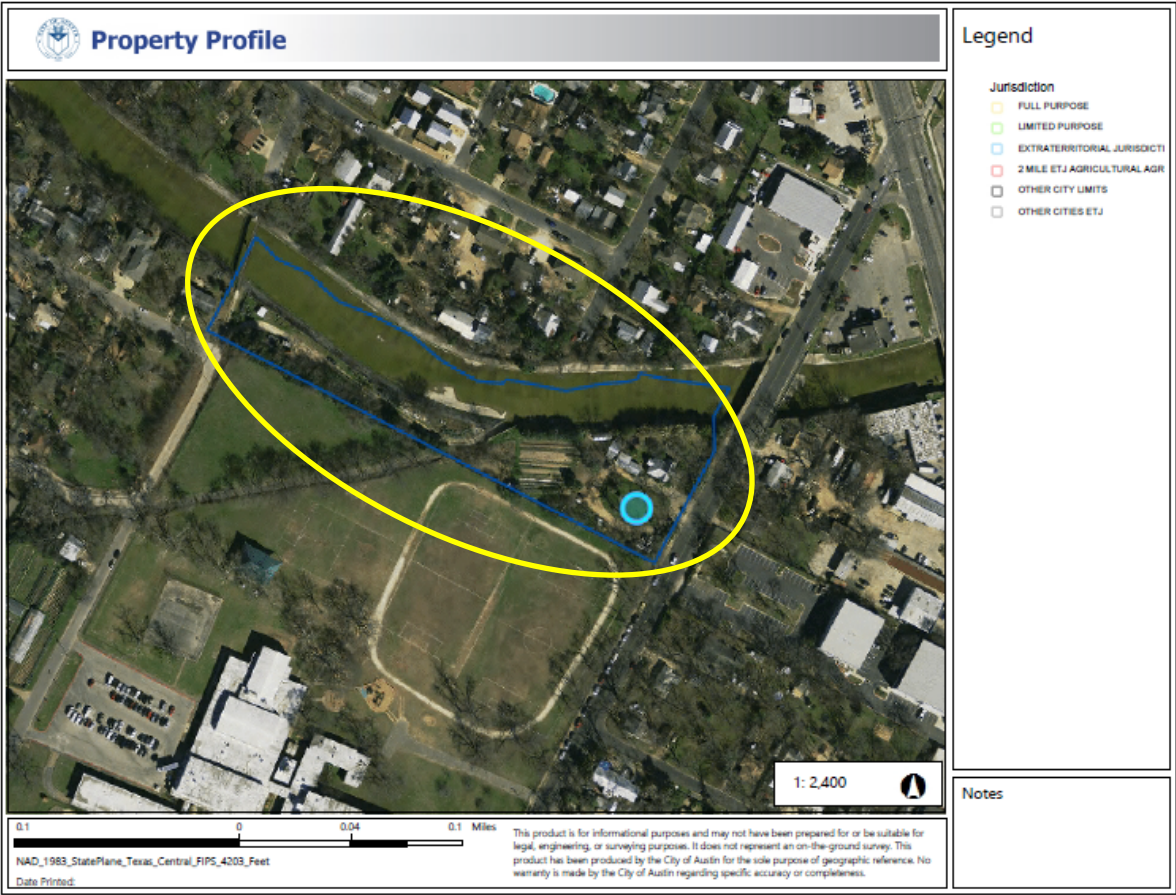 Property Profile
Legend
Jurisdiction
FULL PURPOSE
LIMITED PURPOSE
EXTRATERRITORIAL JURISDICTI
2 MILE ETJ AGRICULTURAL AGR
OTHER CITY LIMITS
OTHER CITIES ETJ
1: 2,400
Notes
0.1 0 0.04 0.1 Miles
NAD_1983_StatePlane_Texas_Central_FIPS_4203_Feet
Date Printed:
This product is for informational purposes and may not have been prepared for or be suitable for
legal, engineering, or surveying purposes. It does not represent an on-the-ground survey. This
product has been produced by the City of Austin for the sole purpose of geographic reference. No
warranty is made by the City of Austin regarding specific accuracy or completeness.